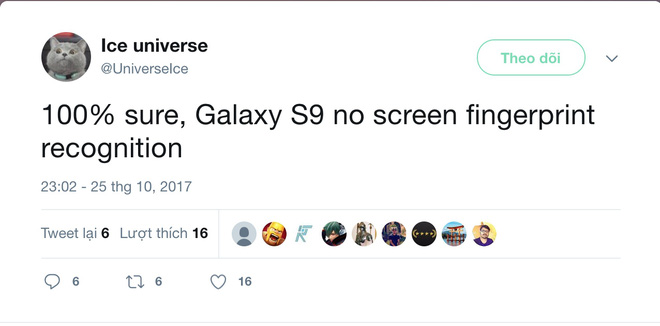 Ice universe
@UniverseIce
Theo dõi
100% sure, Galaxy S9 no screen fingerprint
recognition
23:02 - 25 thg 10, 2017
Tweet lại 6 Lượt thích 16
6 6 16